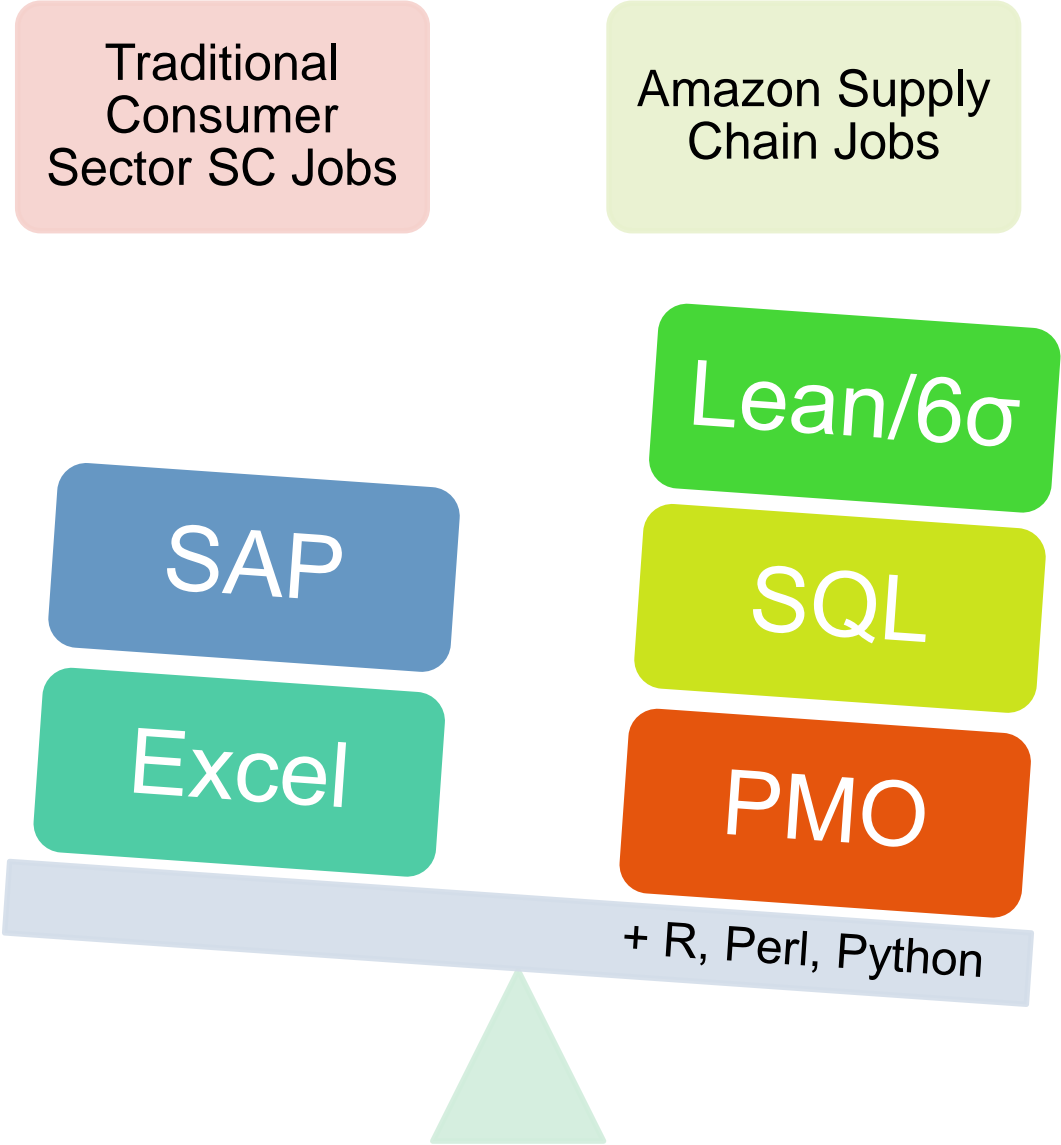 Traditional
Consumer
Sector SC Jobs
Amazon Supply
Chain Jobs
SAP
Excel
Lean/6σ
SQL
PMO
+ R, Perl, Python